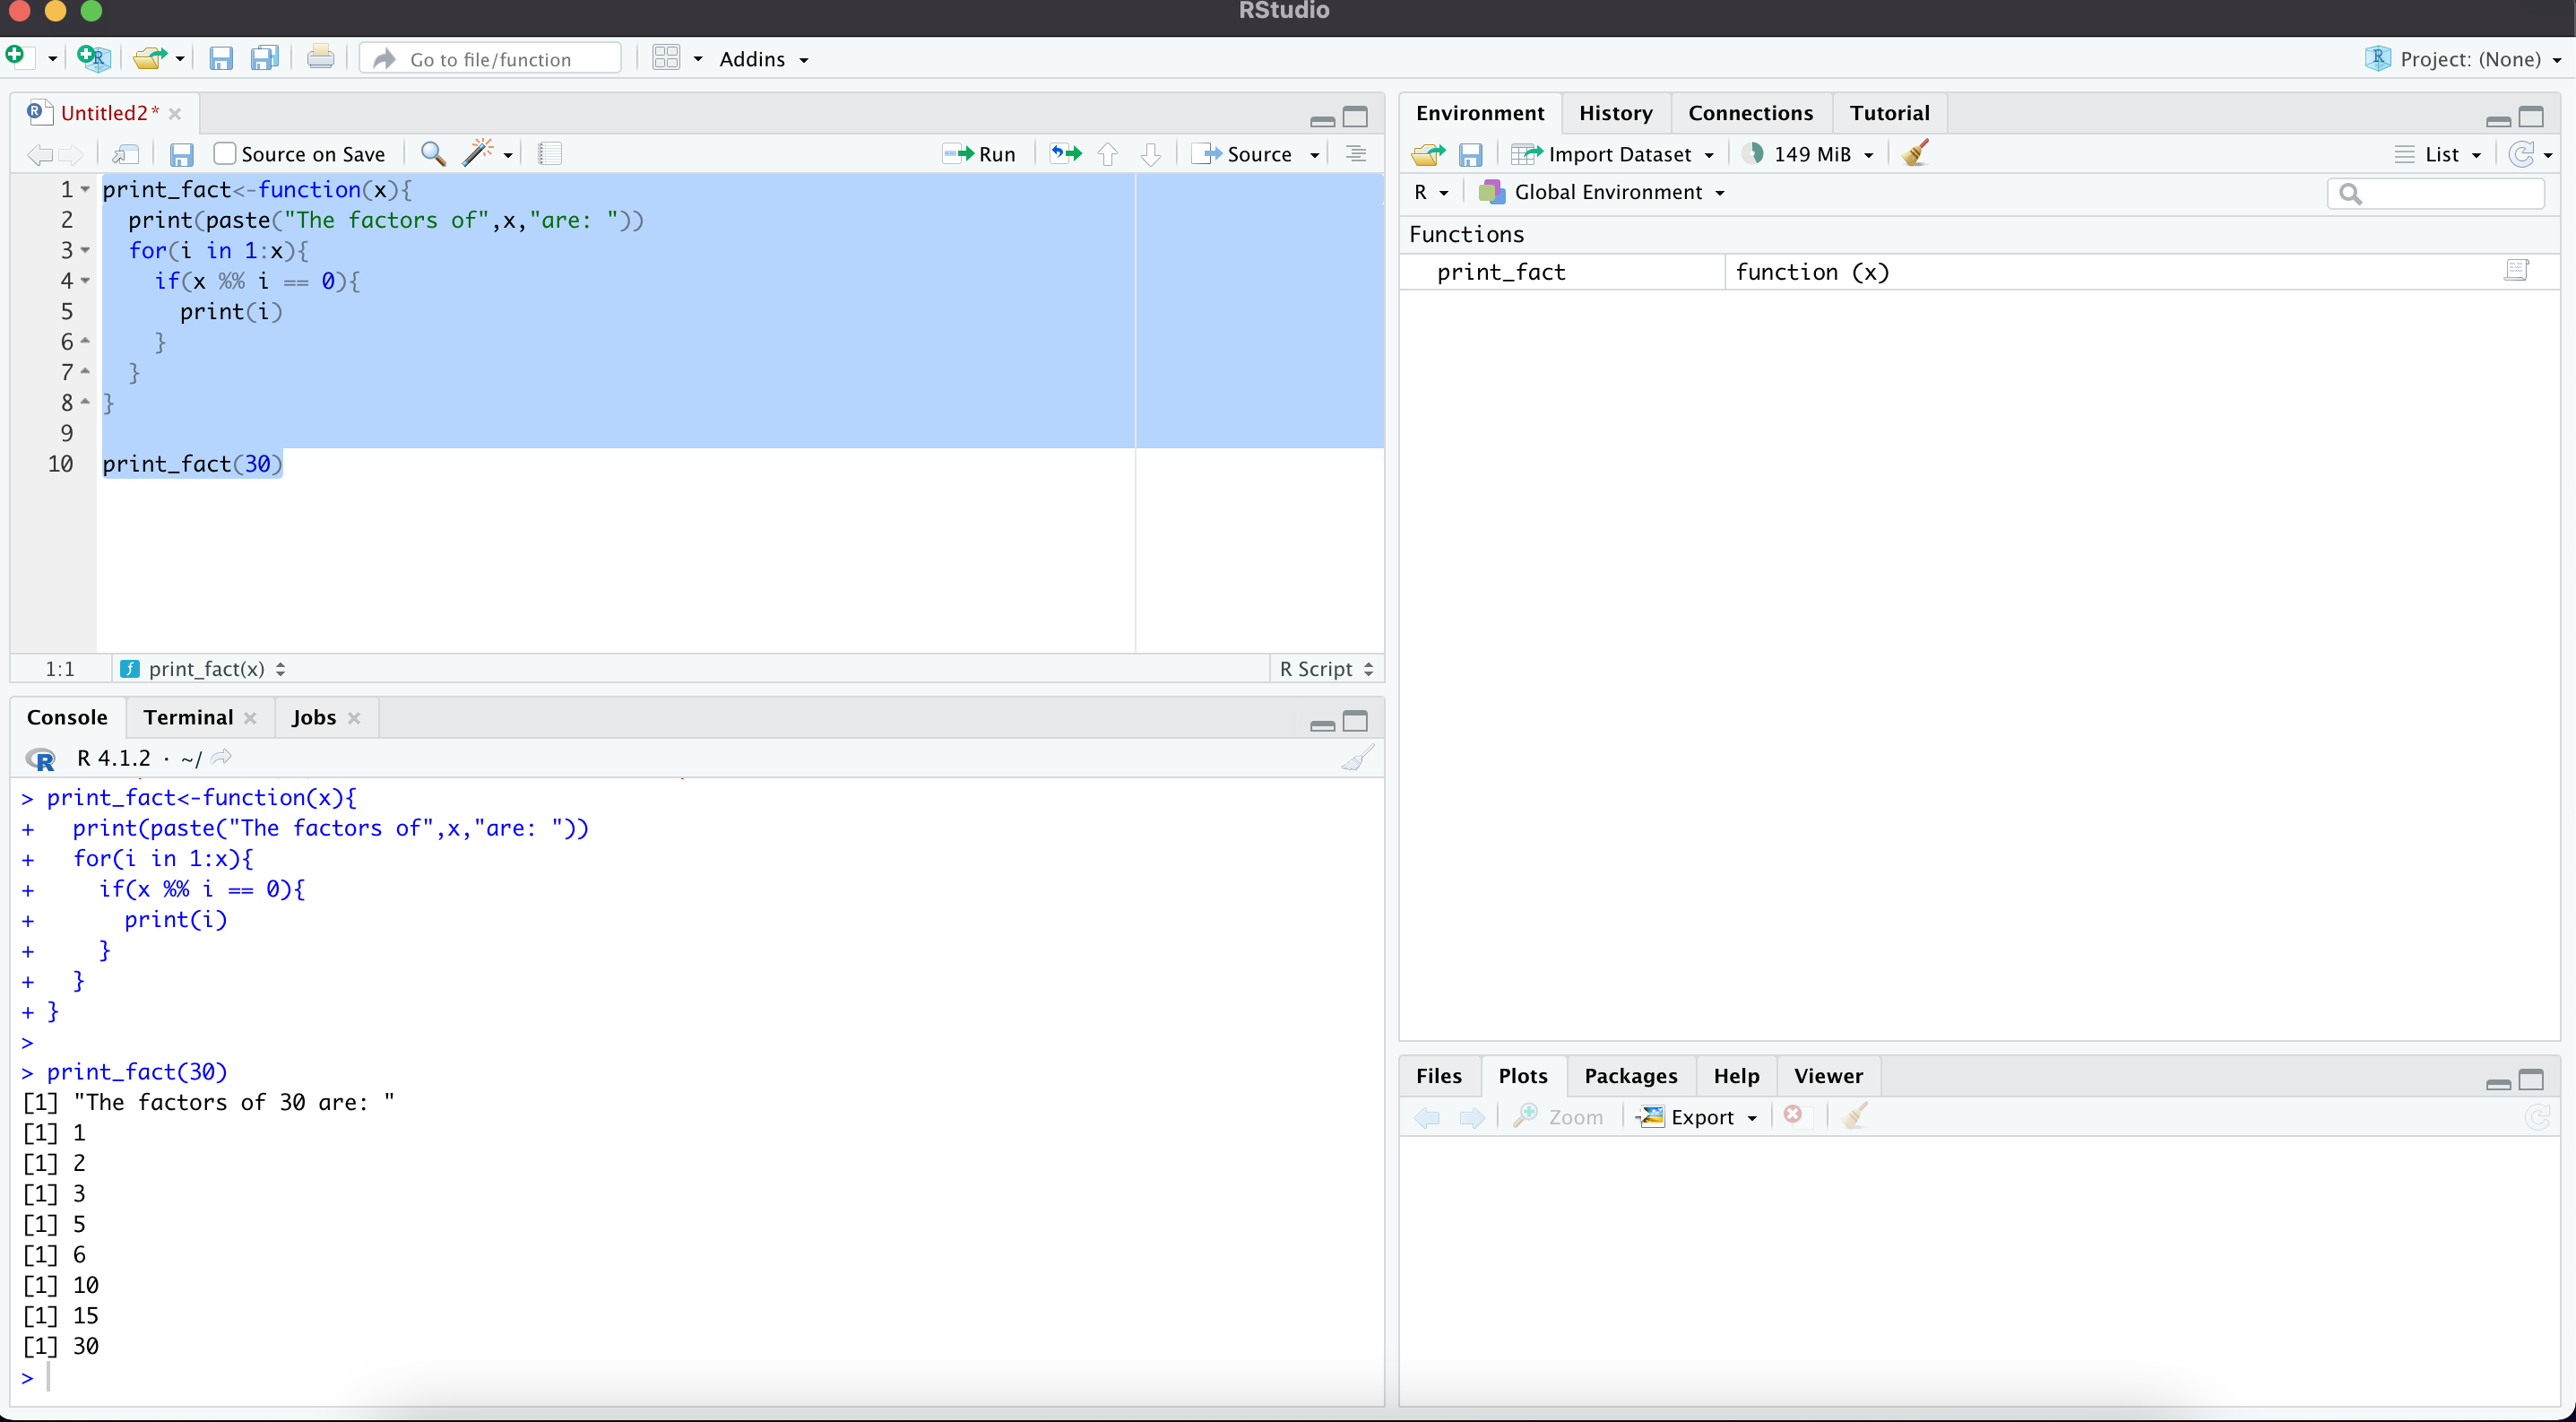 RStudio
Go to file/function
Addins
Project: (None)
Untitled2*
Source on Save
Run
Source
1 print_fact<-function(x){
2   print(paste("The factors of",x,"are: "))
3   for(i in 1:x){
4     if(x %% i == 0){
5       print(i)
6     }
7   }
8 }
9
10 print_fact(30)
1:1
print_fact(x)
R Script
Console
Terminal
Jobs
R 4.1.2 · ~/
> print_fact<-function(x){
+   print(paste("The factors of",x,"are: "))
+   for(i in 1:x){
+     if(x %% i == 0){
+       print(i)
+     }
+   }
+ }
>
> print_fact(30)
[1] "The factors of 30 are: "
[1] 1
[1] 2
[1] 3
[1] 5
[1] 6
[1] 10
[1] 15
[1] 30
>
Environment
History
Connections
Tutorial
Import Dataset
149 MiB
List
R
Global Environment
Functions
print_fact
function (x)
Files
Plots
Packages
Help
Viewer
Zoom
Export